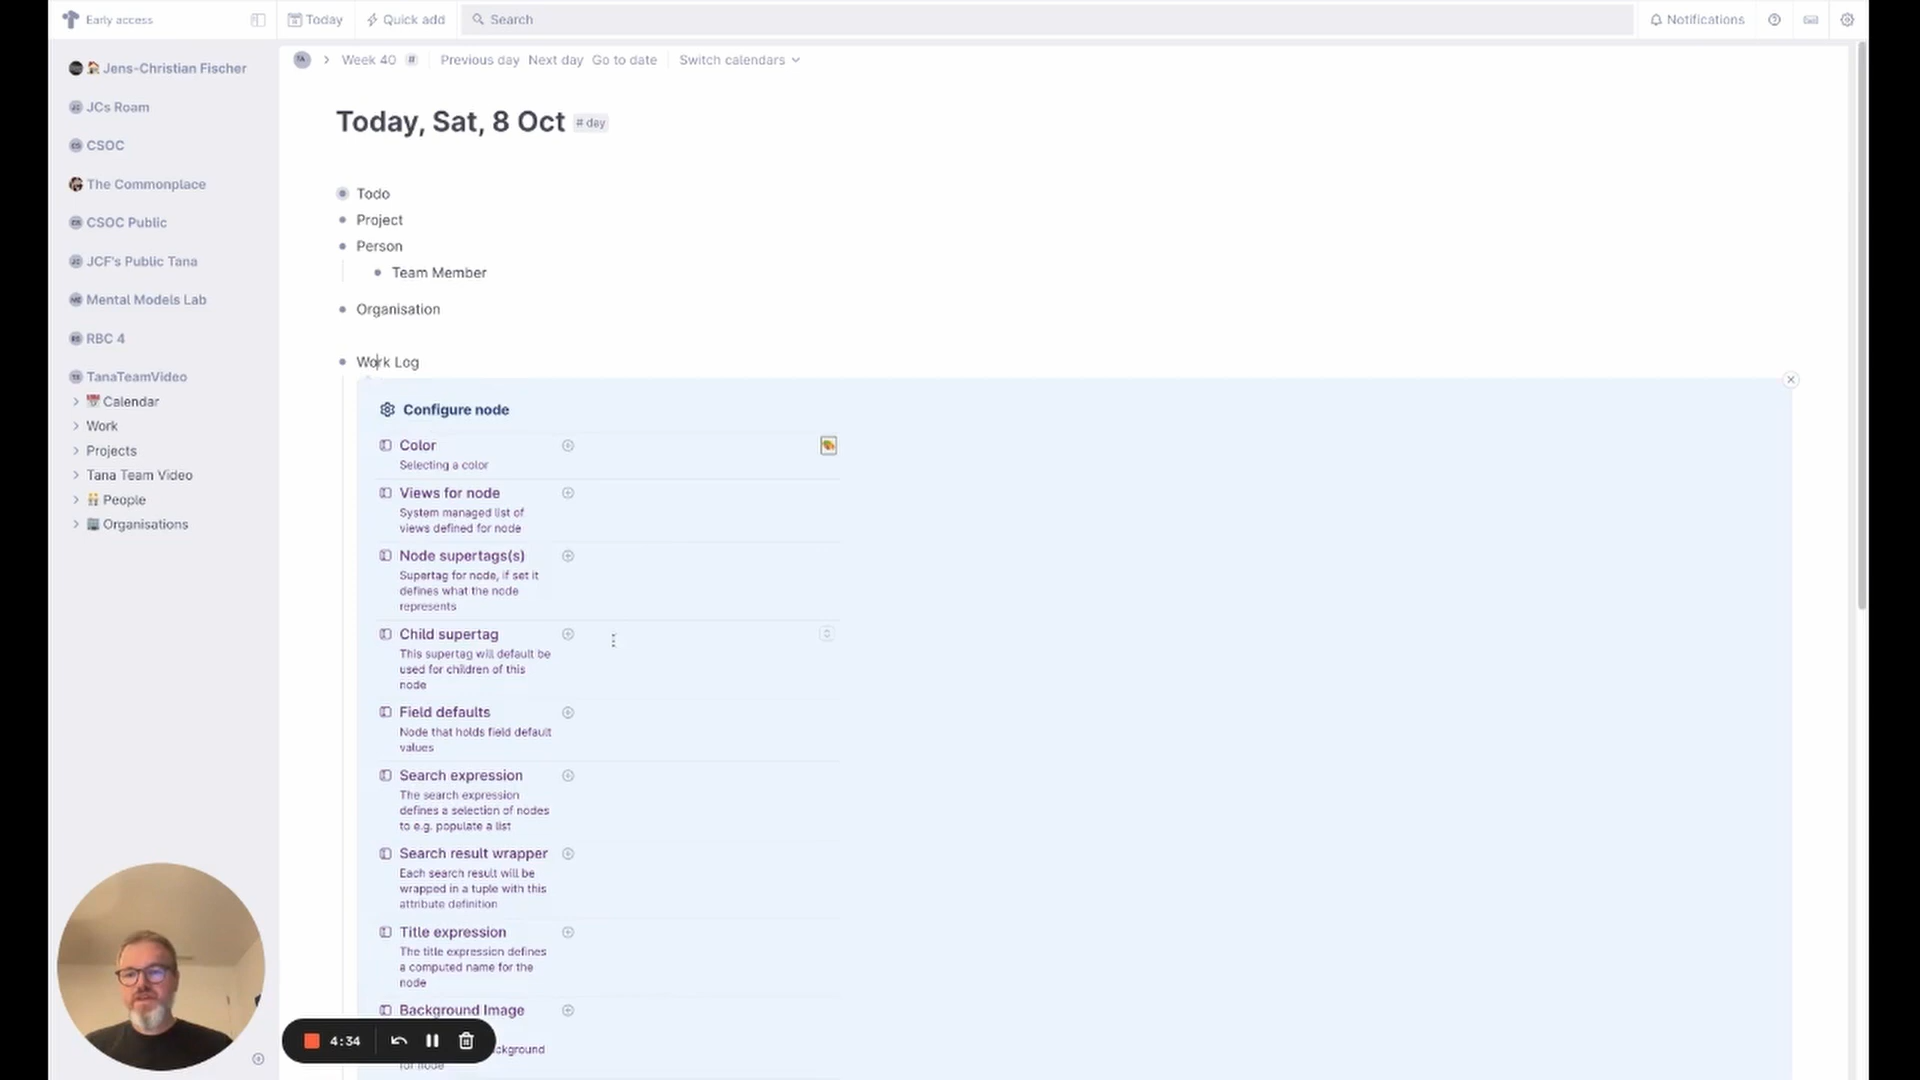 Early access
Today
Quick add
Search
Notifications
Jens-Christian Fischer
JCs Roam
CSOC
The Commonplace
CSOC Public
JCF's Public Tana
Mental Models Lab
RBC 4
TanaTeamVideo
Calendar
Work
Projects
Tana Team Video
People
Organisations
Week 40 #
Previous day
Next day
Go to date
Switch calendars
Today, Sat, 8 Oct # day
Todo
Project
Person
Team Member
Organisation
Work Log
Configure node
Color
Selecting a color
Views for node
System managed list of
views defined for node
Node supertags(s)
Supertag for node, if set it
defines what the node
represents
Child supertag
This supertag will default be
used for children of this
node
Field defaults
Node that holds field default
values
Search expression
The search expression
defines a selection of nodes
to e.g. populate a list
Search result wrapper
Each search result will be
wrapped in a tuple with this
attribute definition
Title expression
The title expression defines
a computed name for the
node
Background Image
ckground
for node
4:34